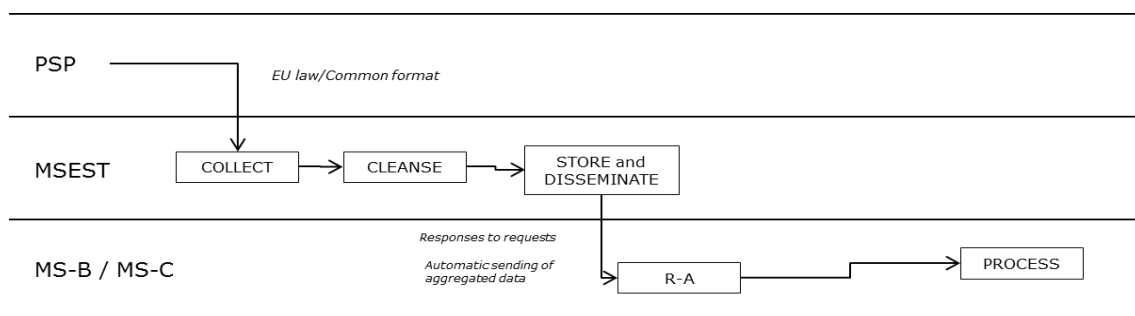 PSP
EU law/Common format
MSEST
COLLECT
CLEANSE
STORE and
DISSEMINATE
MS-B / MS-C
Responses to requests
Automatic sending of
aggregated data
R-A
PROCESS